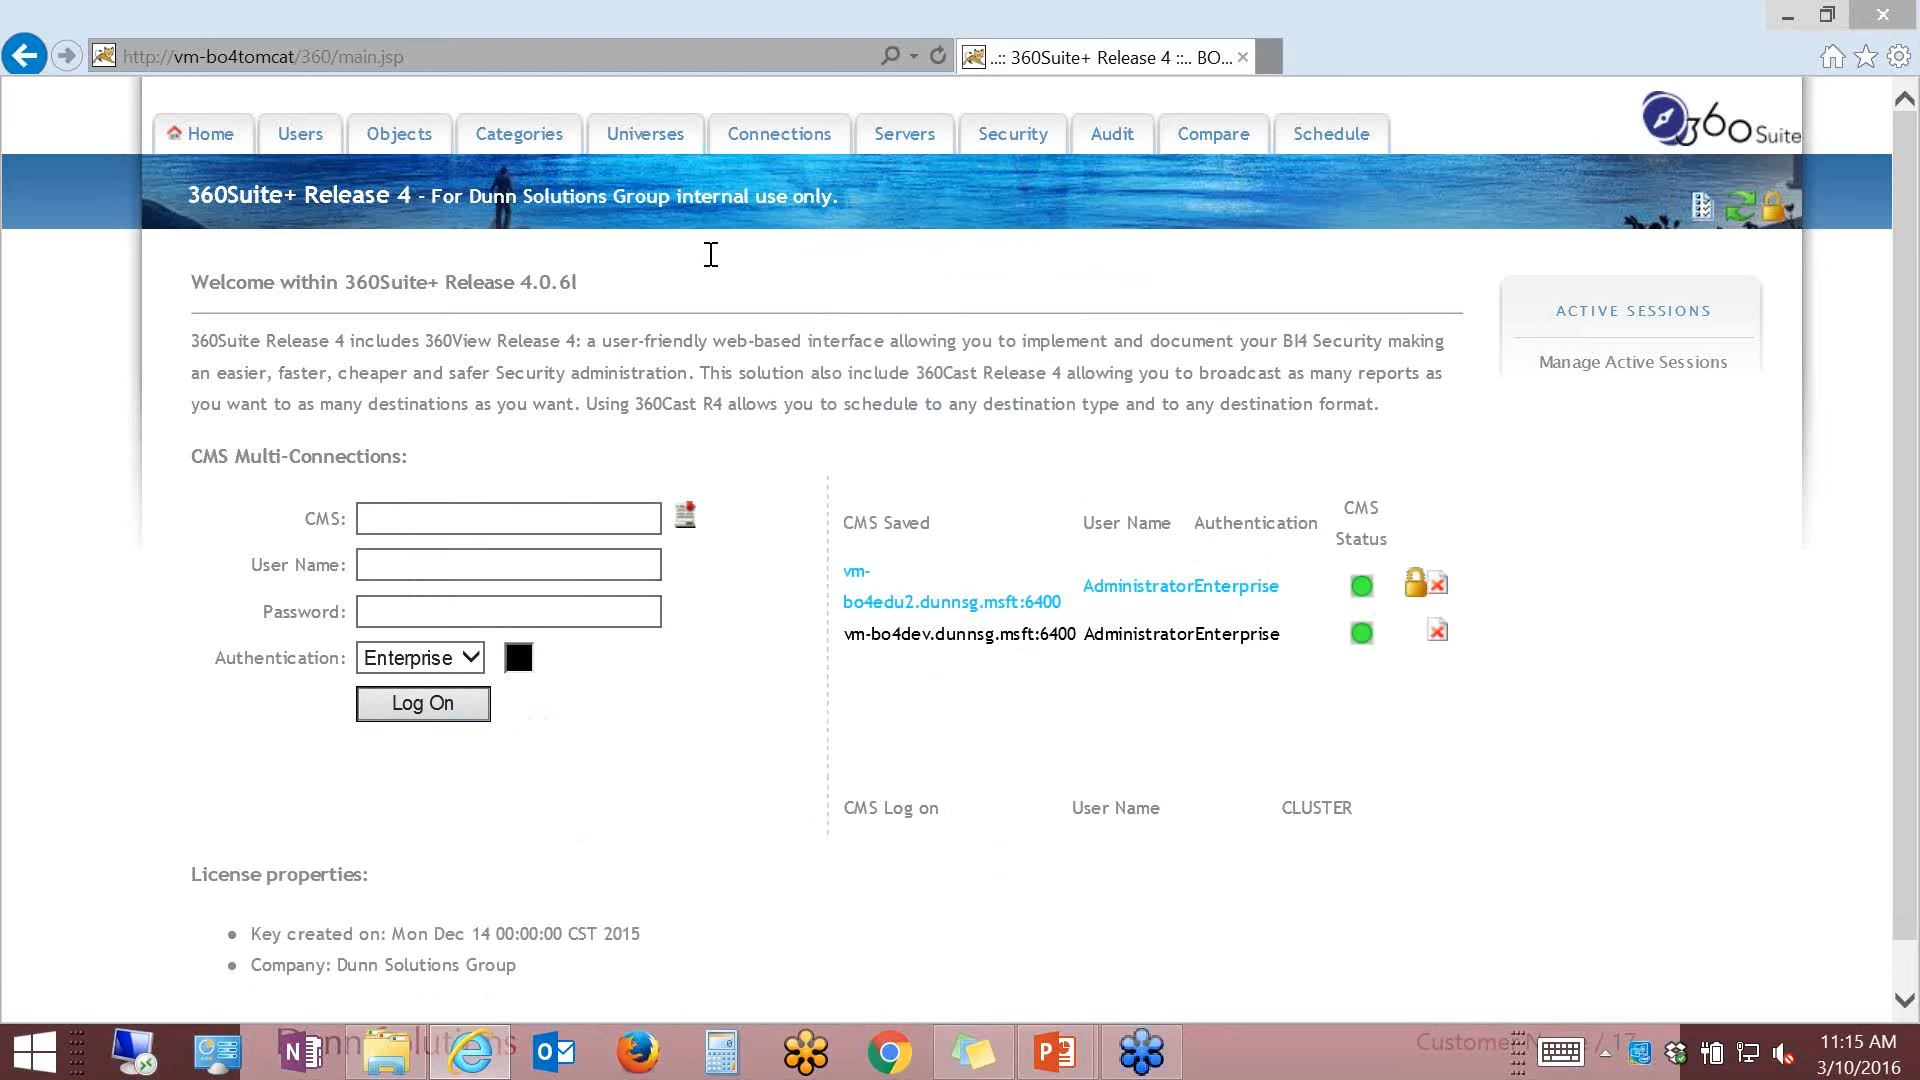 http://vm-bo4tomcat/360/main.jsp
..:: 360Suite+ Release 4 ::.. BO...
Home Users Objects Categories Universes Connections Servers Security Audit Compare Schedule
360 Suite
360Suite+ Release 4 - For Dunn Solutions Group internal use only.
Welcome within 360Suite+ Release 4.0.6l
ACTIVE SESSIONS
Manage Active Sessions
360Suite Release 4 includes 360View Release 4: a user-friendly web-based interface allowing you to implement and document your BI4 Security making
an easier, faster, cheaper and safer Security administration. This solution also include 360Cast Release 4 allowing you to broadcast as many reports as
you want to as many destinations as you want. Using 360Cast R4 allows you to schedule to any destination type and to any destination format.
CMS Multi-Connections:
CMS:
User Name:
Password:
Authentication: Enterprise
Log On
CMS Saved User Name Authentication CMS
Status
vm-
bo4edu2.dunnsg.msft:6400 Administrator Enterprise
vm-bo4dev.dunnsg.msft:6400 Administrator Enterprise
CMS Log on User Name CLUSTER
License properties:
Key created on: Mon Dec 14 00:00:00 CST 2015
Company: Dunn Solutions Group
11:15 AM
3/10/2016